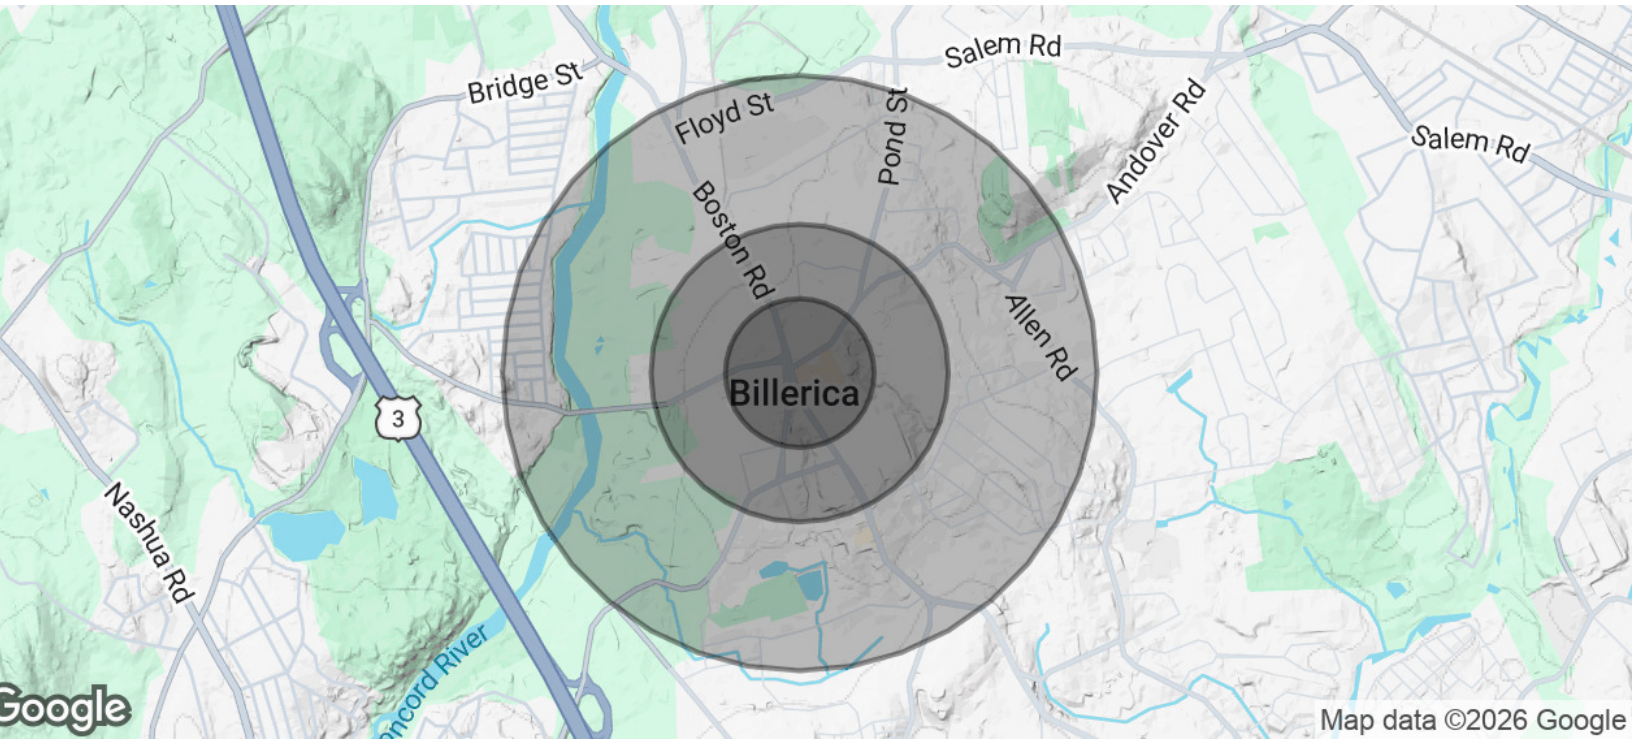 Salem Rd
Bridge St
Floyd St
Pond St
Andover Rd
Salem Rd
Boston Rd
Allen Rd
Billerica
3
Nashua Rd
oncord River
Google
Map data ©2026 Google